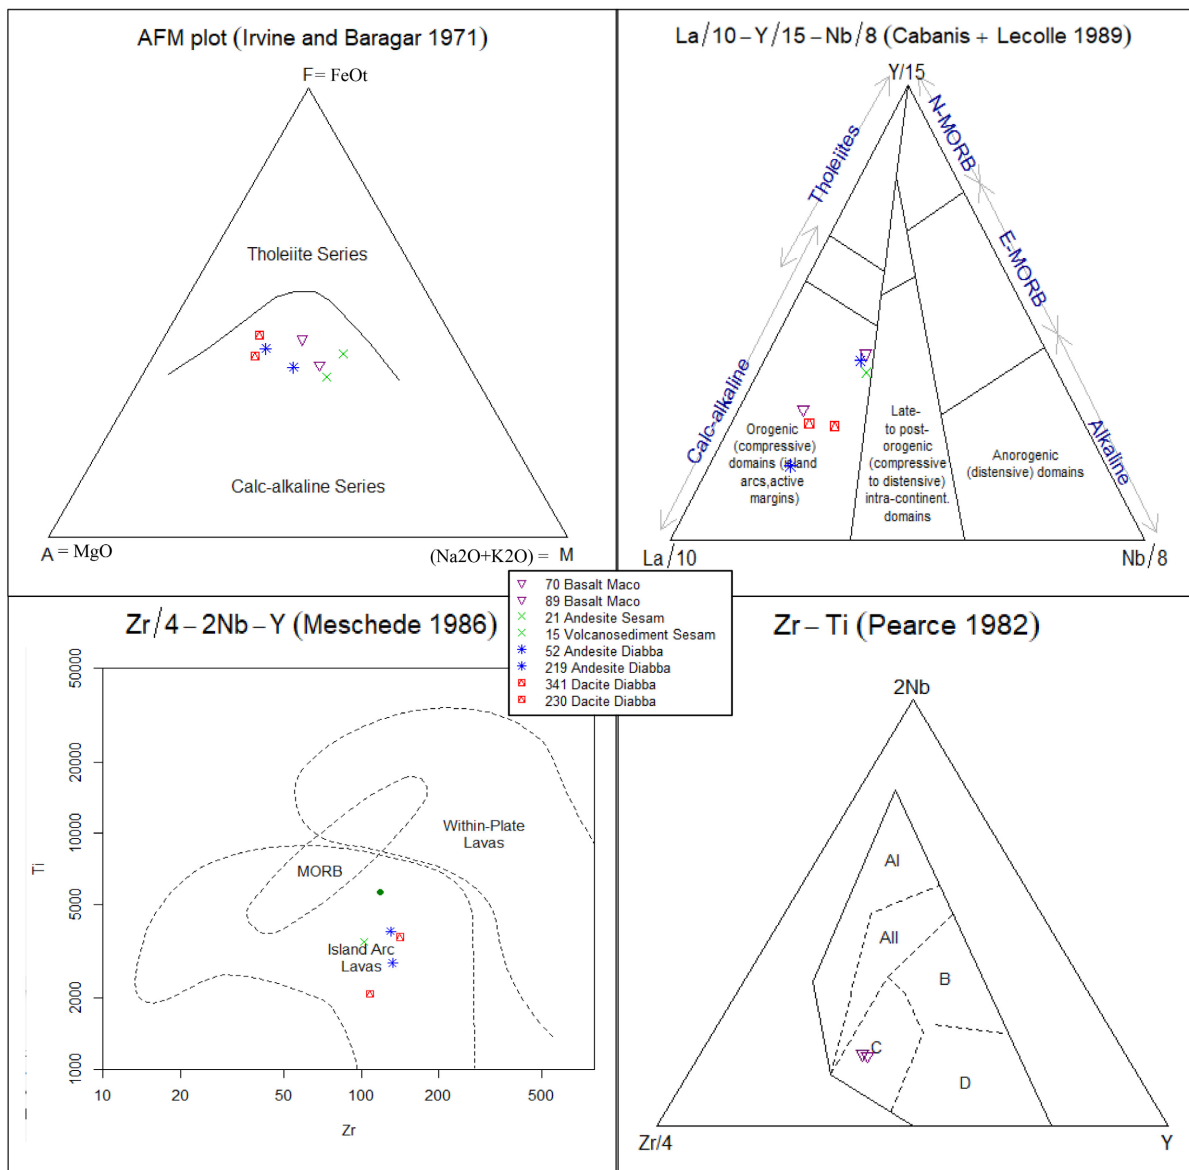 AFM plot (Irvine and Baragar 1971)
F = FeOt
Tholeiite Series
Calc-alkaline Series
A = MgO
(Na2O+K2O) = M
La/10 – Y/15 – Nb/8 (Cabanis + Lecolle 1989)
Y/15
Tholeiites
N-MORB
E-MORB
Calc-alkaline
Alkaline
Orogenic
(compressive)
domains (island
arcs,active
margins)
Late-
to post-
orogenic
(compressive
to distensive)
intra-continent.
domains
Anorogenic
(distensive) domains
La/10
Nb/8
70 Basalt Maco
89 Basalt Maco
21 Andesite Sesam
15 Volcanosediment Sesam
52 Andesite Diabba
219 Andesite Diabba
341 Dacite Diabba
230 Dacite Diabba
Zr/4 – 2Nb – Y (Meschede 1986)
50000
20000
10000
5000
2000
1000
Ti
Within-Plate
Lavas
MORB
Island Arc
Lavas
10
20
50
100
200
500
Zr
Zr – Ti (Pearce 1982)
2Nb
AI
AII
B
C
D
Zr/4
Y